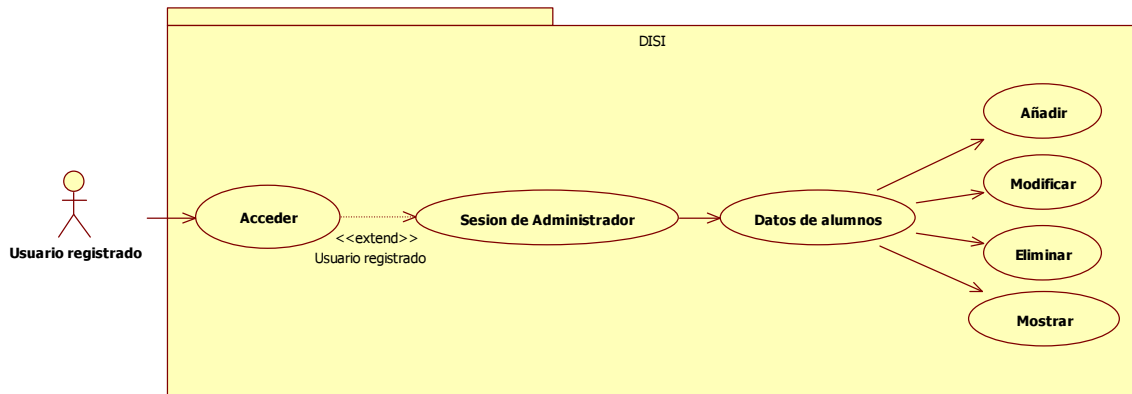 DISI
Añadir
Modificar
Acceder
Sesion de Administrador
Datos de alumnos
<<extend>>
Usuario registrado
Usuario registrado
Eliminar
Mostrar